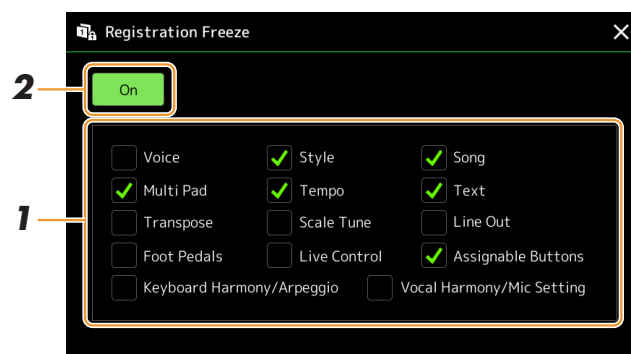 Registration Freeze
2
On
Voice Style Song
Multi Pad Tempo Text
1
Transpose Scale Tune Line Out
Foot Pedals Live Control Assignable Buttons
Keyboard Harmony/Arpeggio Vocal Harmony/Mic Setting